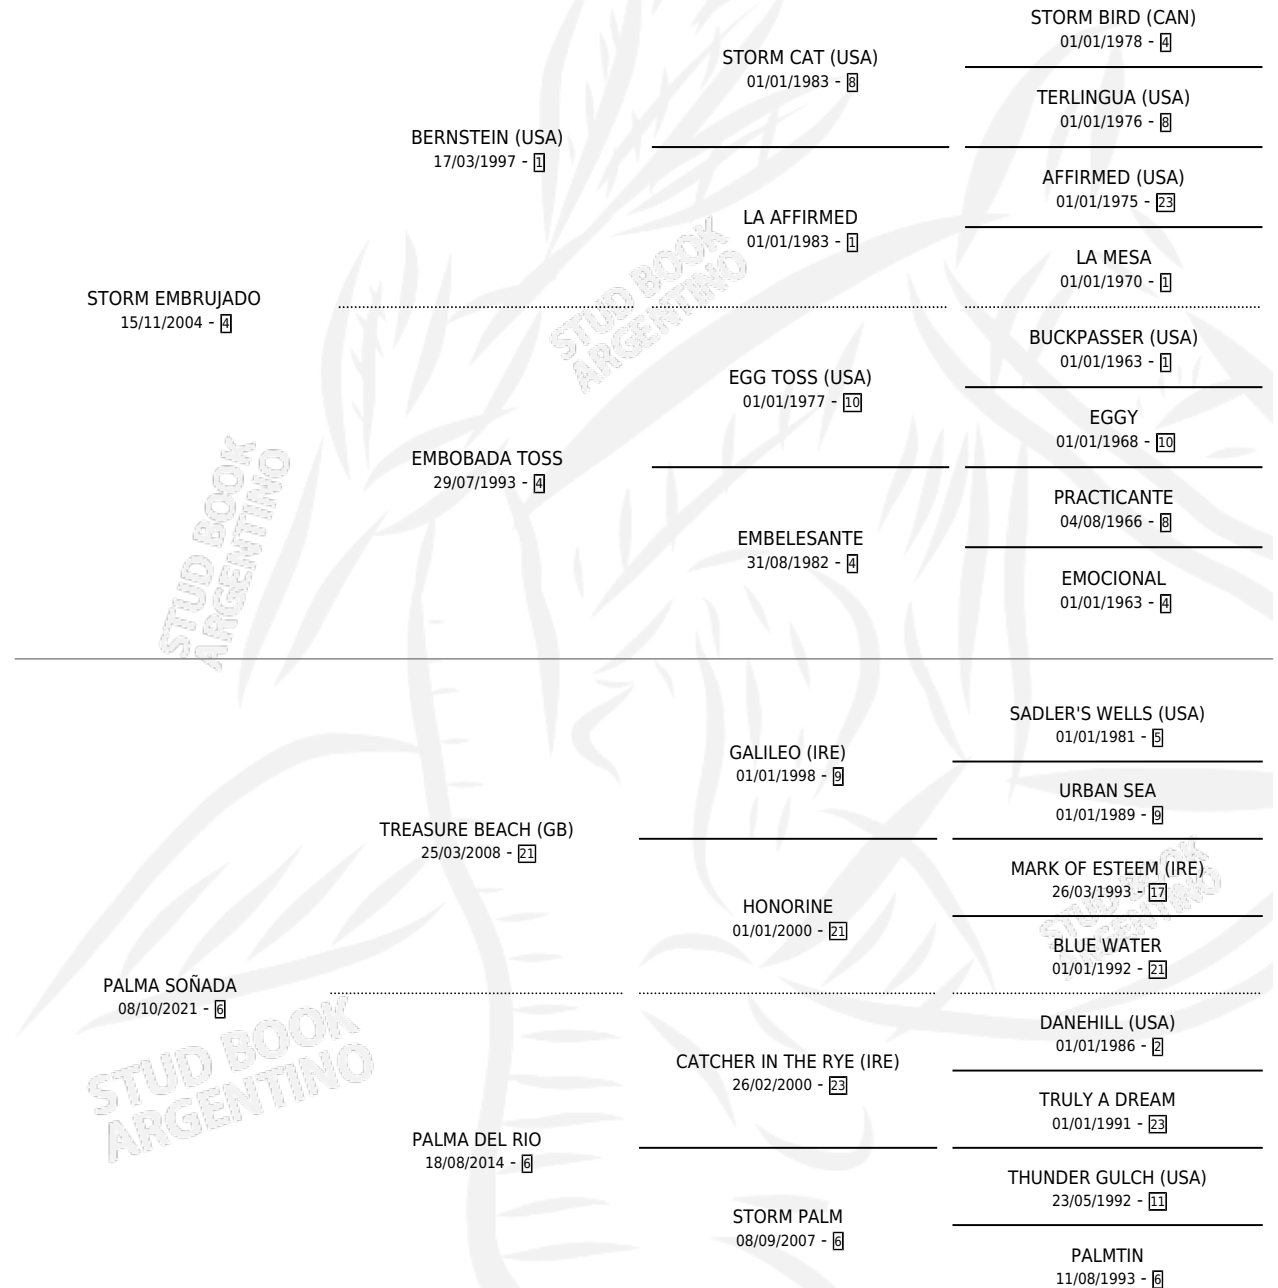 STORM EMBRUJADO
15/11/2004 - 4
BERNSTEIN (USA)
17/03/1997 - 1
STORM CAT (USA)
01/01/1983 - 8
STORM BIRD (CAN)
01/01/1978 - 4
TERLINGUA (USA)
01/01/1976 - 8
LA AFFIRMED
01/01/1983 - 1
AFFIRMED (USA)
01/01/1975 - 23
LA MESA
01/01/1970 - 1
EMBOBADA TOSS
29/07/1993 - 4
EGG TOSS (USA)
01/01/1977 - 10
BUCKPASSER (USA)
01/01/1963 - 1
EGGY
01/01/1968 - 10
EMBELESANTE
31/08/1982 - 4
PRACTICANTE
04/08/1966 - 8
EMOCIONAL
01/01/1963 - 4
PALMA SOÑADA
08/10/2021 - 6
TREASURE BEACH (GB)
25/03/2008 - 21
GALILEO (IRE)
01/01/1998 - 9
SADLER'S WELLS (USA)
01/01/1981 - 5
URBAN SEA
01/01/1989 - 9
HONORINE
01/01/2000 - 21
MARK OF ESTEEM (IRE)
26/03/1993 - 17
BLUE WATER
01/01/1992 - 21
PALMA DEL RIO
18/08/2014 - 6
CATCHER IN THE RYE (IRE)
26/02/2000 - 23
DANEHILL (USA)
01/01/1986 - 2
TRULY A DREAM
01/01/1991 - 23
STORM PALM
08/09/2007 - 6
THUNDER GULCH (USA)
23/05/1992 - 11
PALMTIN
11/08/1993 - 6
STUD BOOK
ARGENTINO
STUD BOOK
ARGENTINO
STUD BOOK
ARGENTINO
STUD BOOK
ARGENTINO